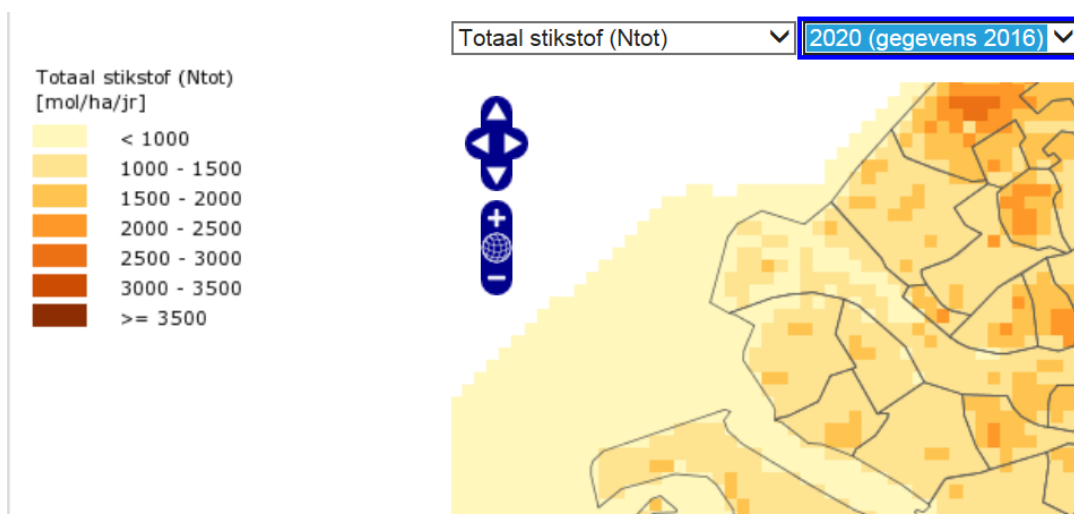 Totaal stikstof (Ntot)
2020 (gegevens 2016)
Totaal stikstof (Ntot)
[mol/ha/jr]
< 1000
1000 - 1500
1500 - 2000
2000 - 2500
2500 - 3000
3000 - 3500
>= 3500